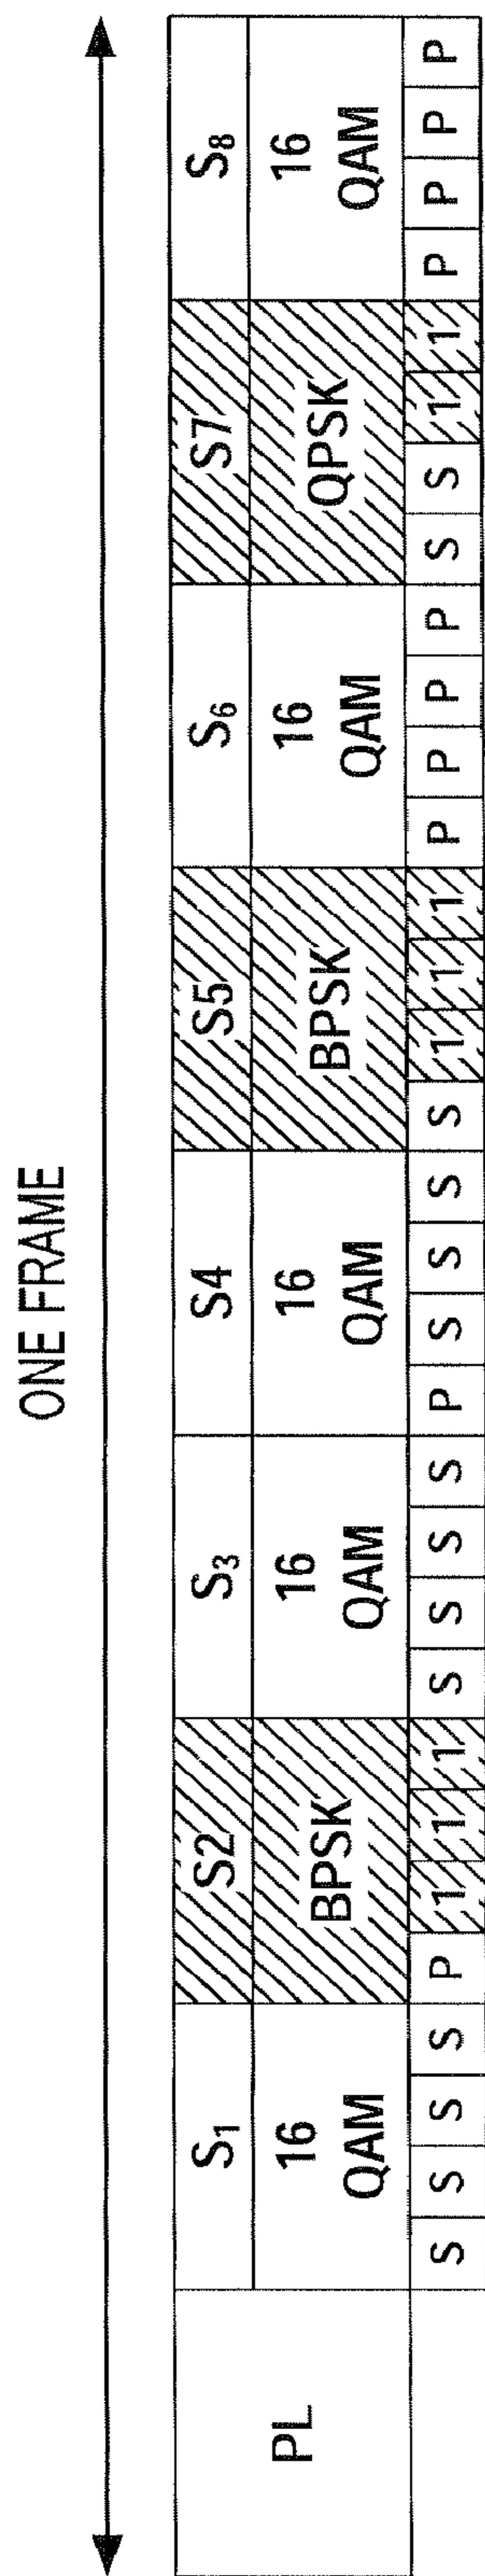 ONE FRAME
PL
S₁ S2 S₃ S4 S5 S₆ S7 S₈
16 QAM BPSK 16 QAM 16 QAM BPSK 16 QAM QPSK 16 QAM
S S S S P 1 1 1 S S S S P S S S S 1 1 1 P P P P S S 1 1 P P P P